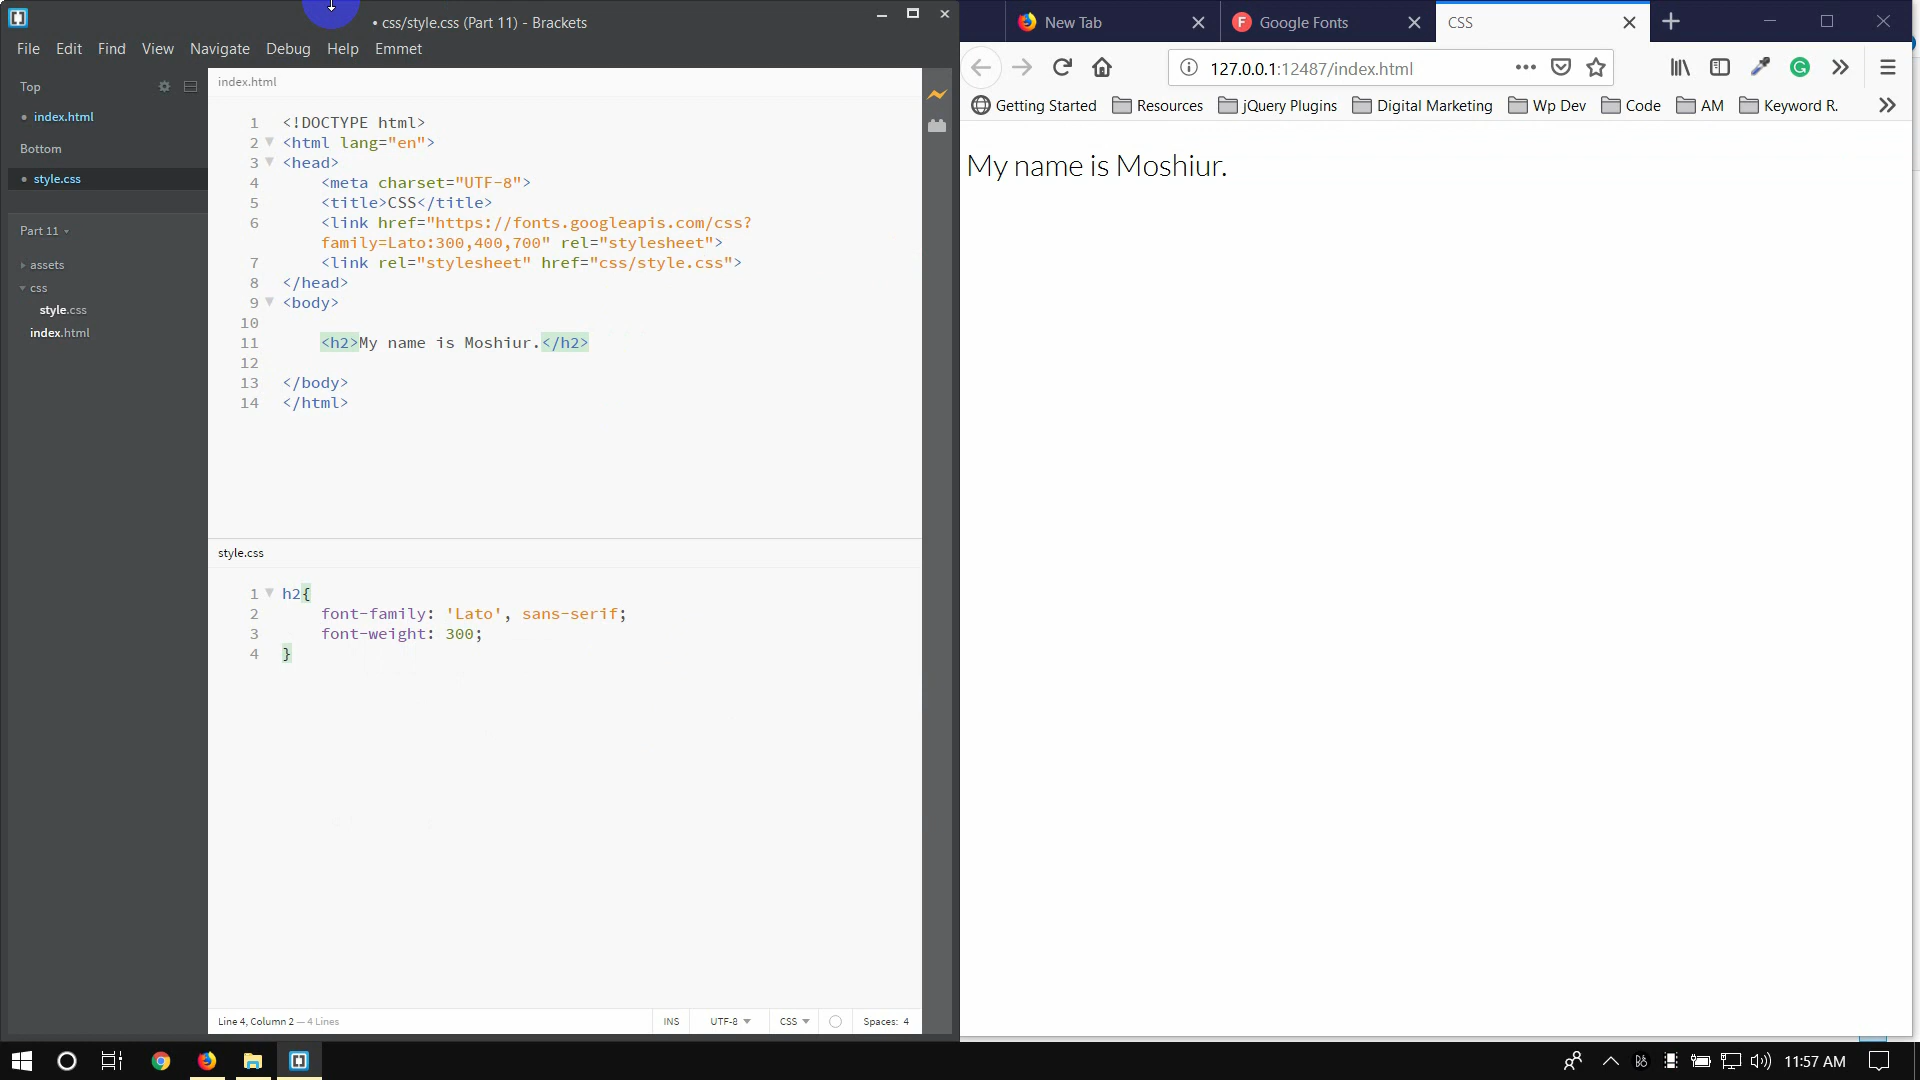 • css/style.css (Part 11) - Brackets
File Edit Find View Navigate Debug Help Emmet
Top
• index.html
Bottom
• style.css
Part 11
assets
css
style.css
index.html
index.html
1 <!DOCTYPE html>
2 <html lang="en">
3 <head>
4 <meta charset="UTF-8">
5 <title>CSS</title>
6 <link href="https://fonts.googleapis.com/css?
family=Lato:300,400,700" rel="stylesheet">
7 <link rel="stylesheet" href="css/style.css">
8 </head>
9 <body>
10
11 <h2>My name is Moshiur.</h2>
12
13 </body>
14 </html>
style.css
1 h2{
2 font-family: 'Lato', sans-serif;
3 font-weight: 300;
4 }
Line 4, Column 2 — 4 Lines
INS UTF-8 CSS Spaces: 4
New Tab Google Fonts CSS
127.0.0.1:12487/index.html
Getting Started Resources jQuery Plugins Digital Marketing Wp Dev Code AM Keyword R.
My name is Moshiur.
11:57 AM